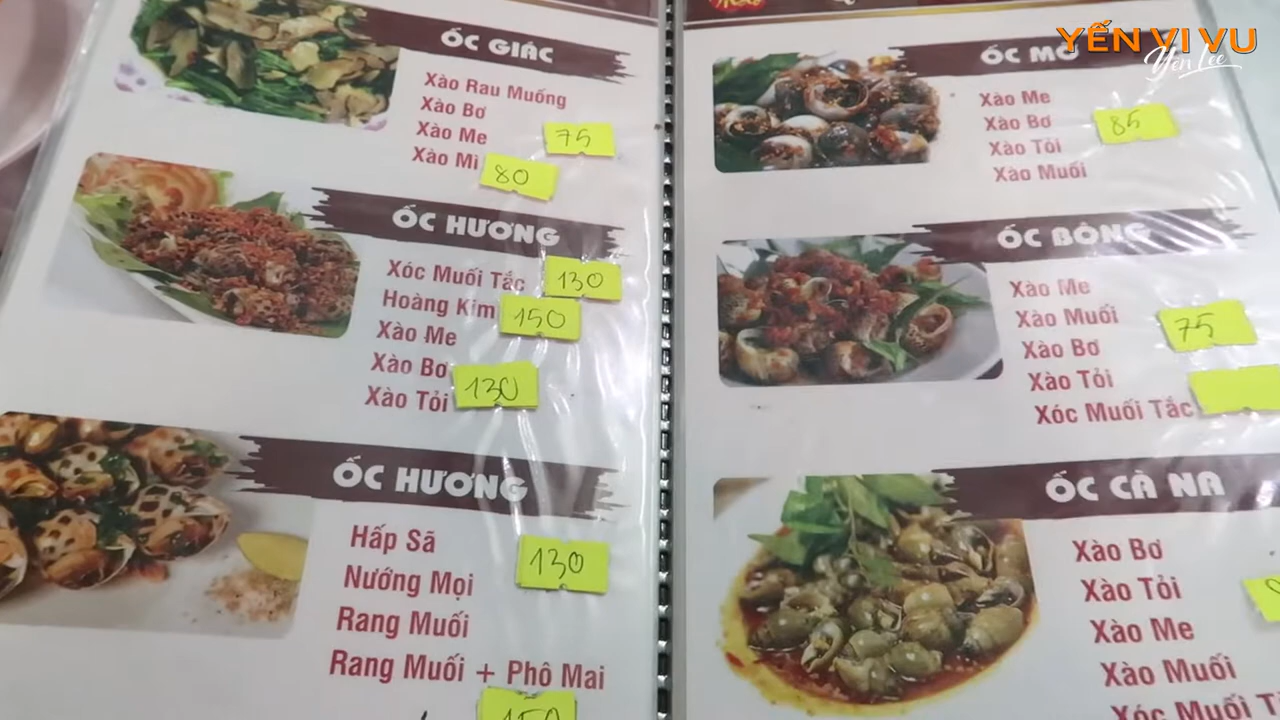 ỐC GIÁC
Xào Rau Muống
Xào Bơ
Xào Me
75
Xào Mì
80
ỐC HƯƠNG
Xóc Muối Tắc
130
Hoàng Kim
150
Xào Me
Xào Bơ
Xào Tỏi
130
ỐC HƯƠNG
Hấp Sã
130
Nướng Mọi
Rang Muối
Rang Muối + Phô Mai
150
YẾN VI VU
Yến Lee
ỐC MỠ
Xào Me
Xào Bơ
85
Xào Tỏi
Xào Muối
ỐC BÔNG
Xào Me
Xào Muối
75
Xào Bơ
Xào Tỏi
Xóc Muối Tắc
ỐC CÀ NA
Xào Bơ
Xào Tỏi
Xào Me
Xào Muối
Xóc Muối